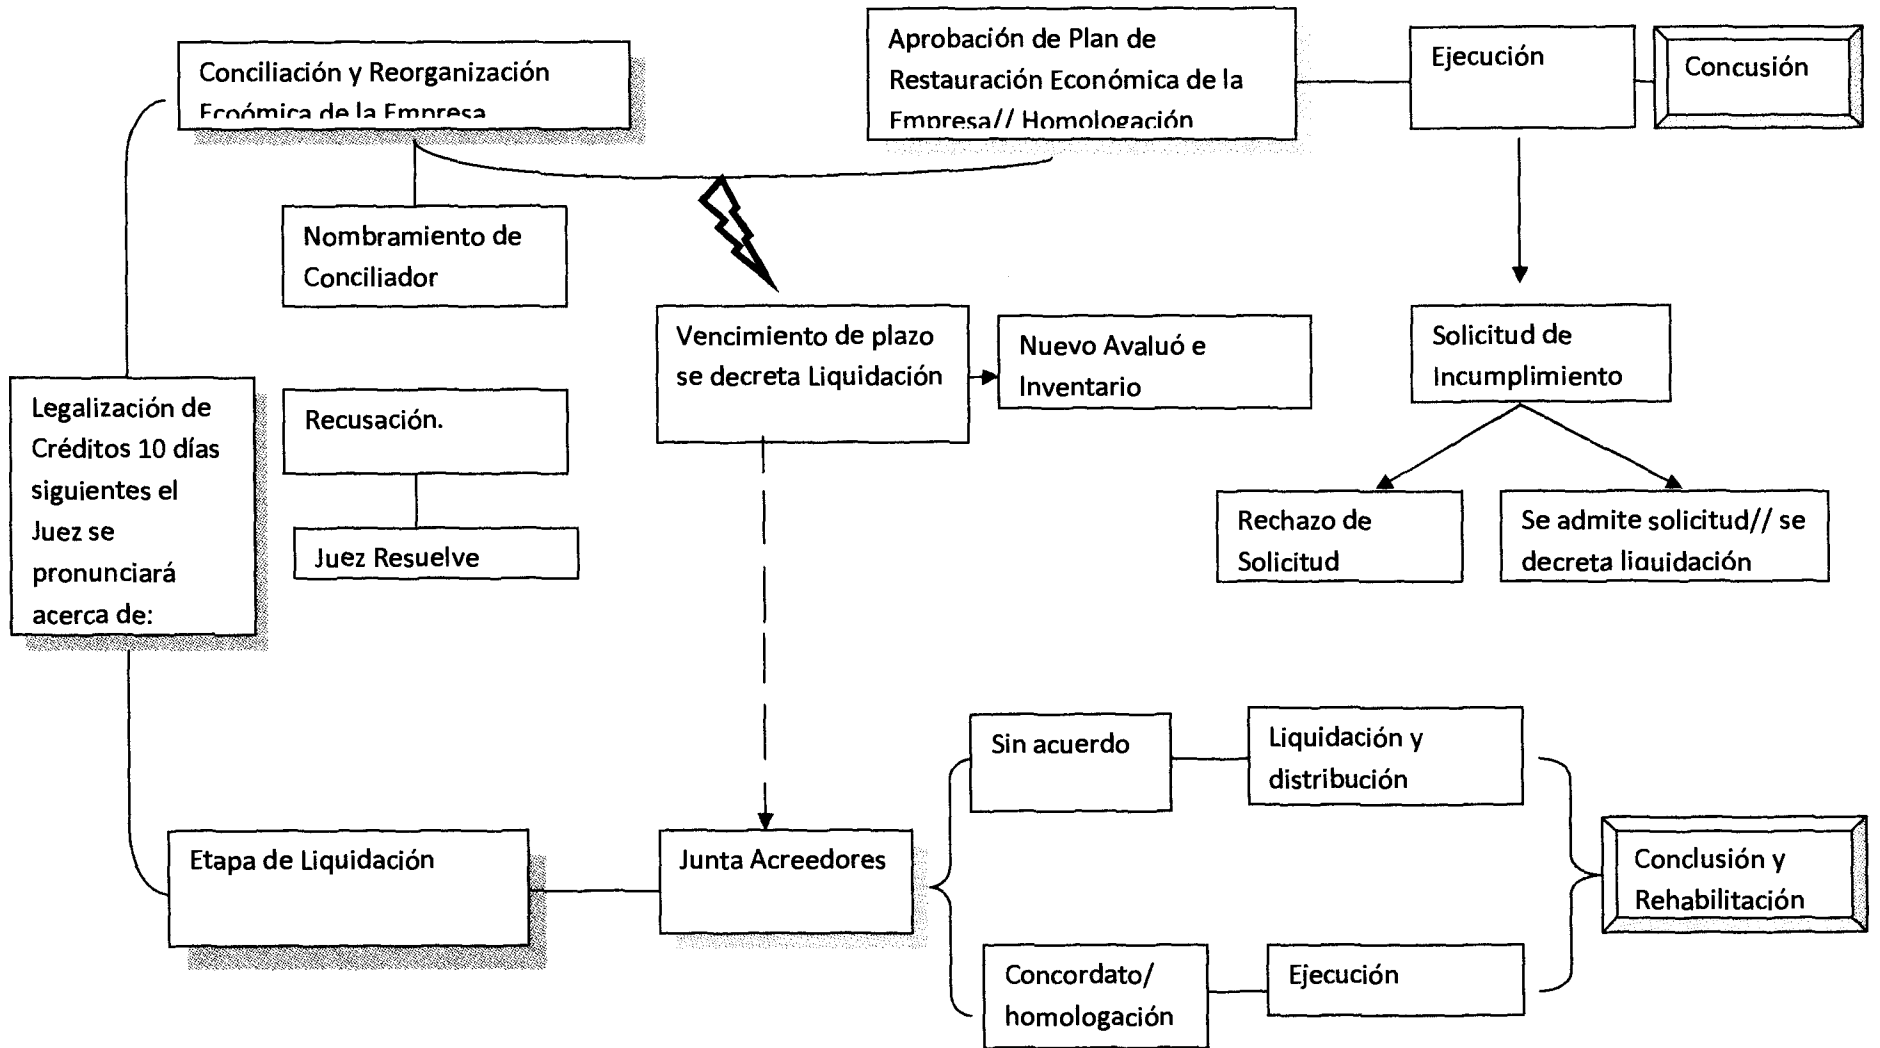 Conciliación y Reorganización
Ecoómica de la Empresa
Aprobación de Plan de
Restauración Económica de la
Empresa// Homologación
Ejecución
Concusión
Nombramiento de
Conciliador
Vencimiento de plazo
se decreta Liquidación
Nuevo Avaluó e
Inventario
Solicitud de
Incumplimiento
Legalización de
Créditos 10 días
siguientes el
Juez se
pronunciará
acerca de:
Recusación.
Juez Resuelve
Rechazo de
Solicitud
Se admite solicitud// se
decreta liquidación
Etapa de Liquidación
Junta Acreedores
Sin acuerdo
Liquidación y
distribución
Concordato/
homologación
Ejecución
Conclusión y
Rehabilitación